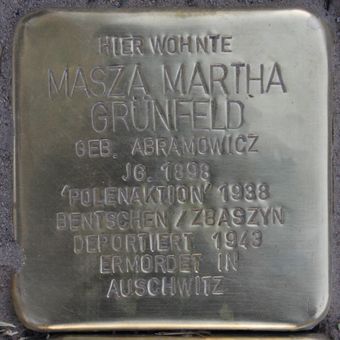 HIER WOHNTE
MASZA MARTHA
GRÜNFELD
GEB. ABRAMOWICZ
JG. 1898
'POLENAKTION' 1938
BENTSCHEN / ZBASZYN
DEPORTIERT 1943
ERMORDET IN
AUSCHWITZ